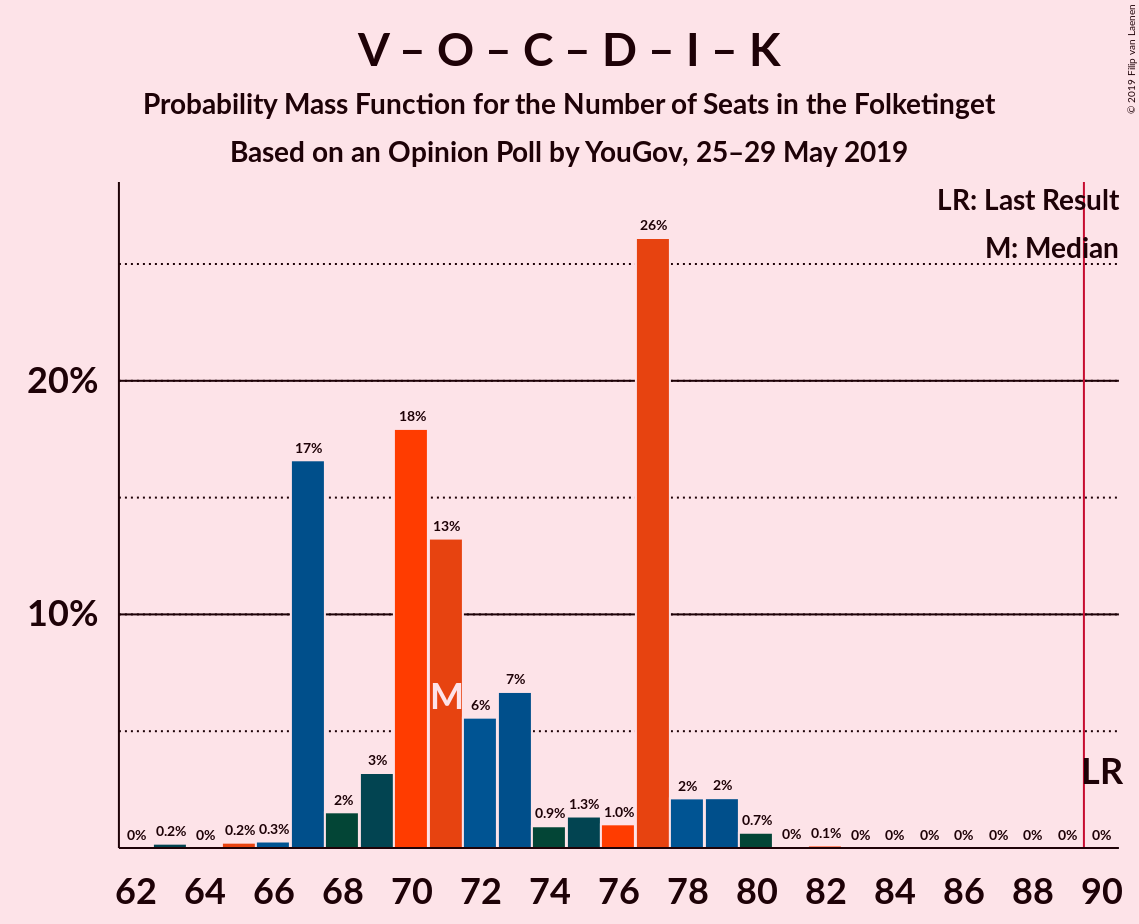 V – O – C – D – I – K
Probability Mass Function for the Number of Seats in the Folketinget
Based on an Opinion Poll by YouGov, 25–29 May 2019
© 2019 Filip van Laenen
LR: Last Result
M: Median
20%
10%
0% 0.2% 0% 0.2% 0.3% 17% 2% 3% 18% 13% 6% 7% 0.9% 1.3% 1.0% 26% 2% 2% 0.7% 0% 0.1% 0% 0% 0% 0% 0% 0% 0% 0%
M
LR
62 64 66 68 70 72 74 76 78 80 82 84 86 88 90